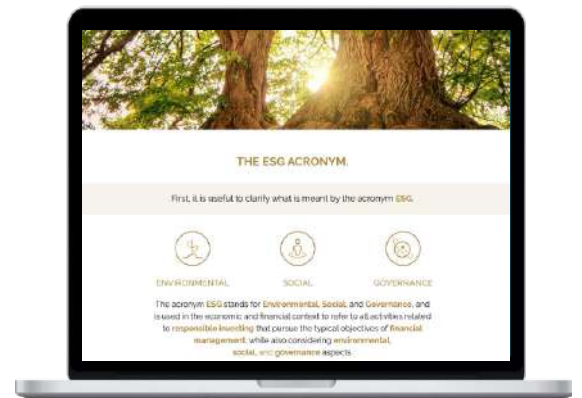 THE ESG ACRONYM.
First, it is useful to clarify what is meant by the acronym ESG.
ENVIRONMENTAL SOCIAL GOVERNANCE
The acronym ESG stands for Environmental, Social, and Governance, and
is used in the economic and financial context to refer to all activities related
to responsible investing that pursue the typical objectives of financial
management, while also considering environmental,
social, and governance aspects.